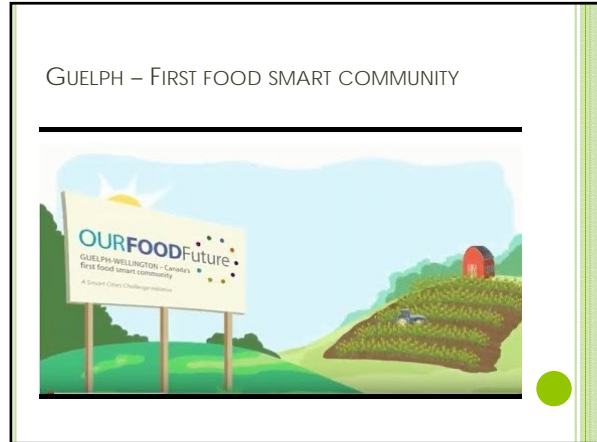 GUELPH – FIRST FOOD SMART COMMUNITY
OURFOODFuture
GUELPH-WELLINGTON - Canada's
first food smart community
A Smart Cities Challenge Initiative